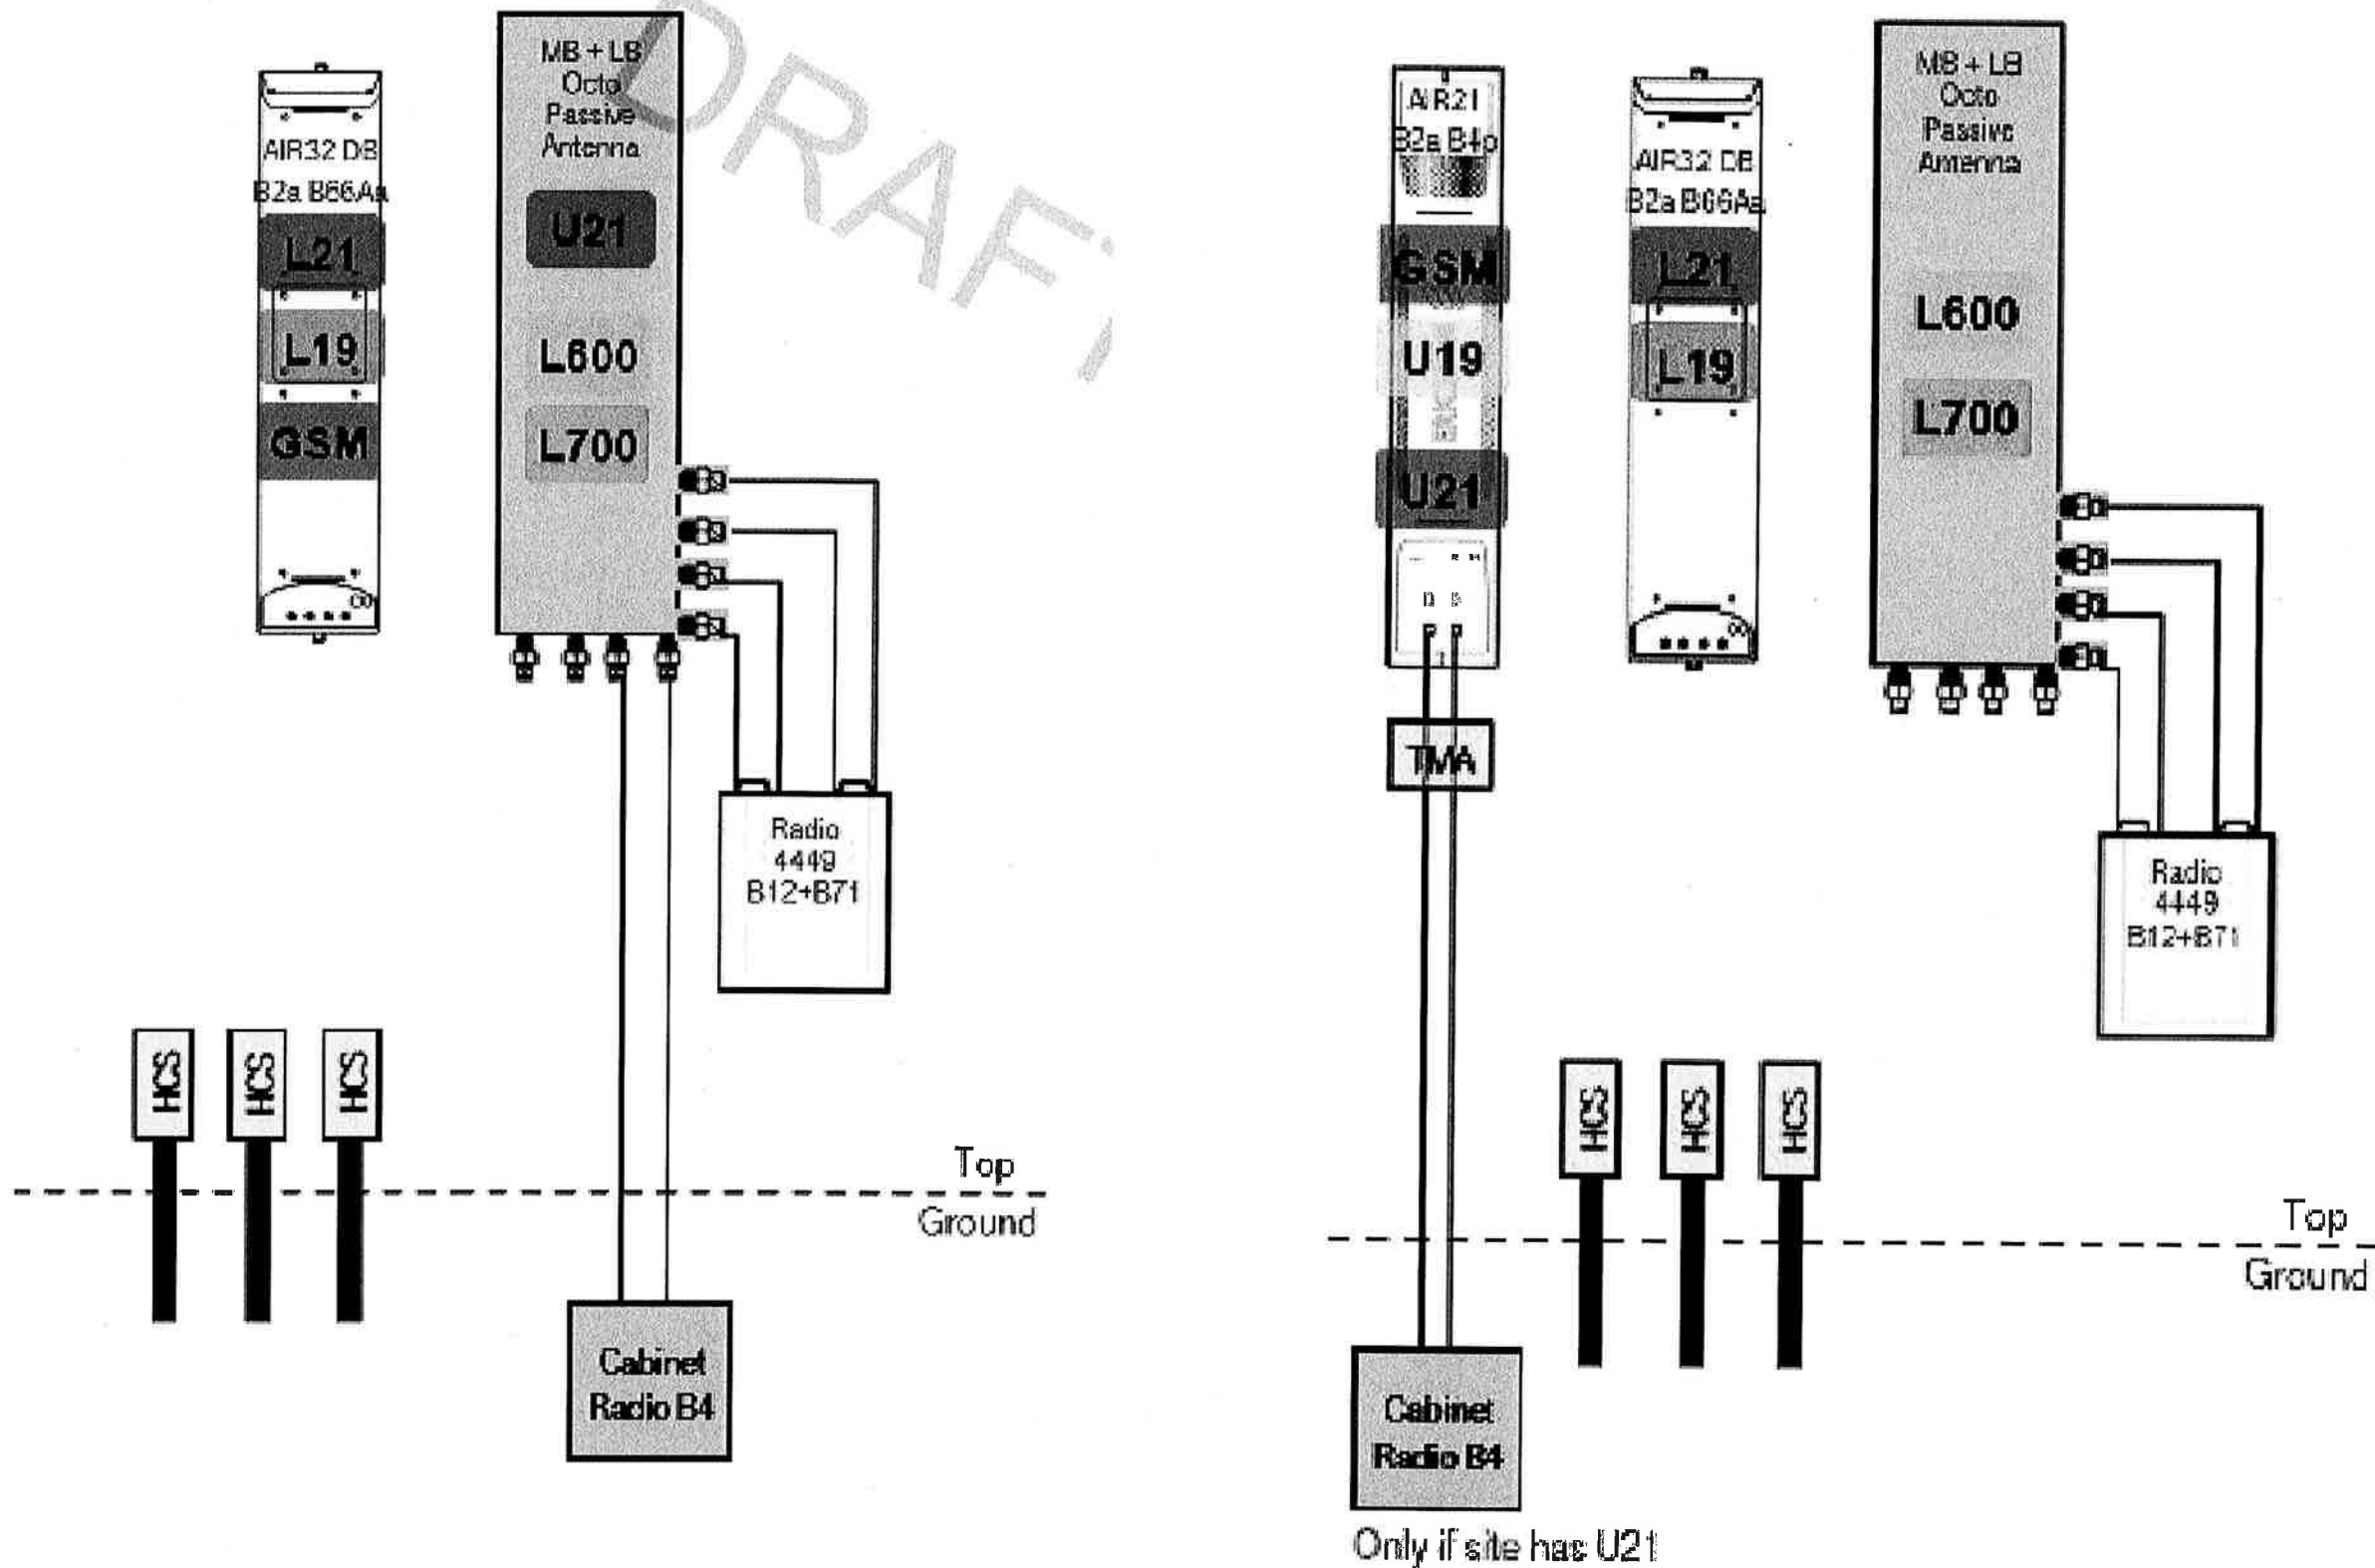 DRAFT
MB + LB
Octo
Passive
Antenna
AIR32 DB
B2a B66Aa
U21
L21
L600
L19
L700
GSM
Radio
4449
B12+B71
HCS
HCS
HCS
Top
Ground
Cabinet
Radio B4
MB + LB
Octo
Passive
Antenna
AIR21
B2a B4p
AIR32 DB
B2a B66Aa
GSM
L21
L600
U19
L19
L700
U21
TMA
Radio
4449
B12+B71
HCS
HCS
HCS
Top
Ground
Cabinet
Radio B4
Only if site has U21